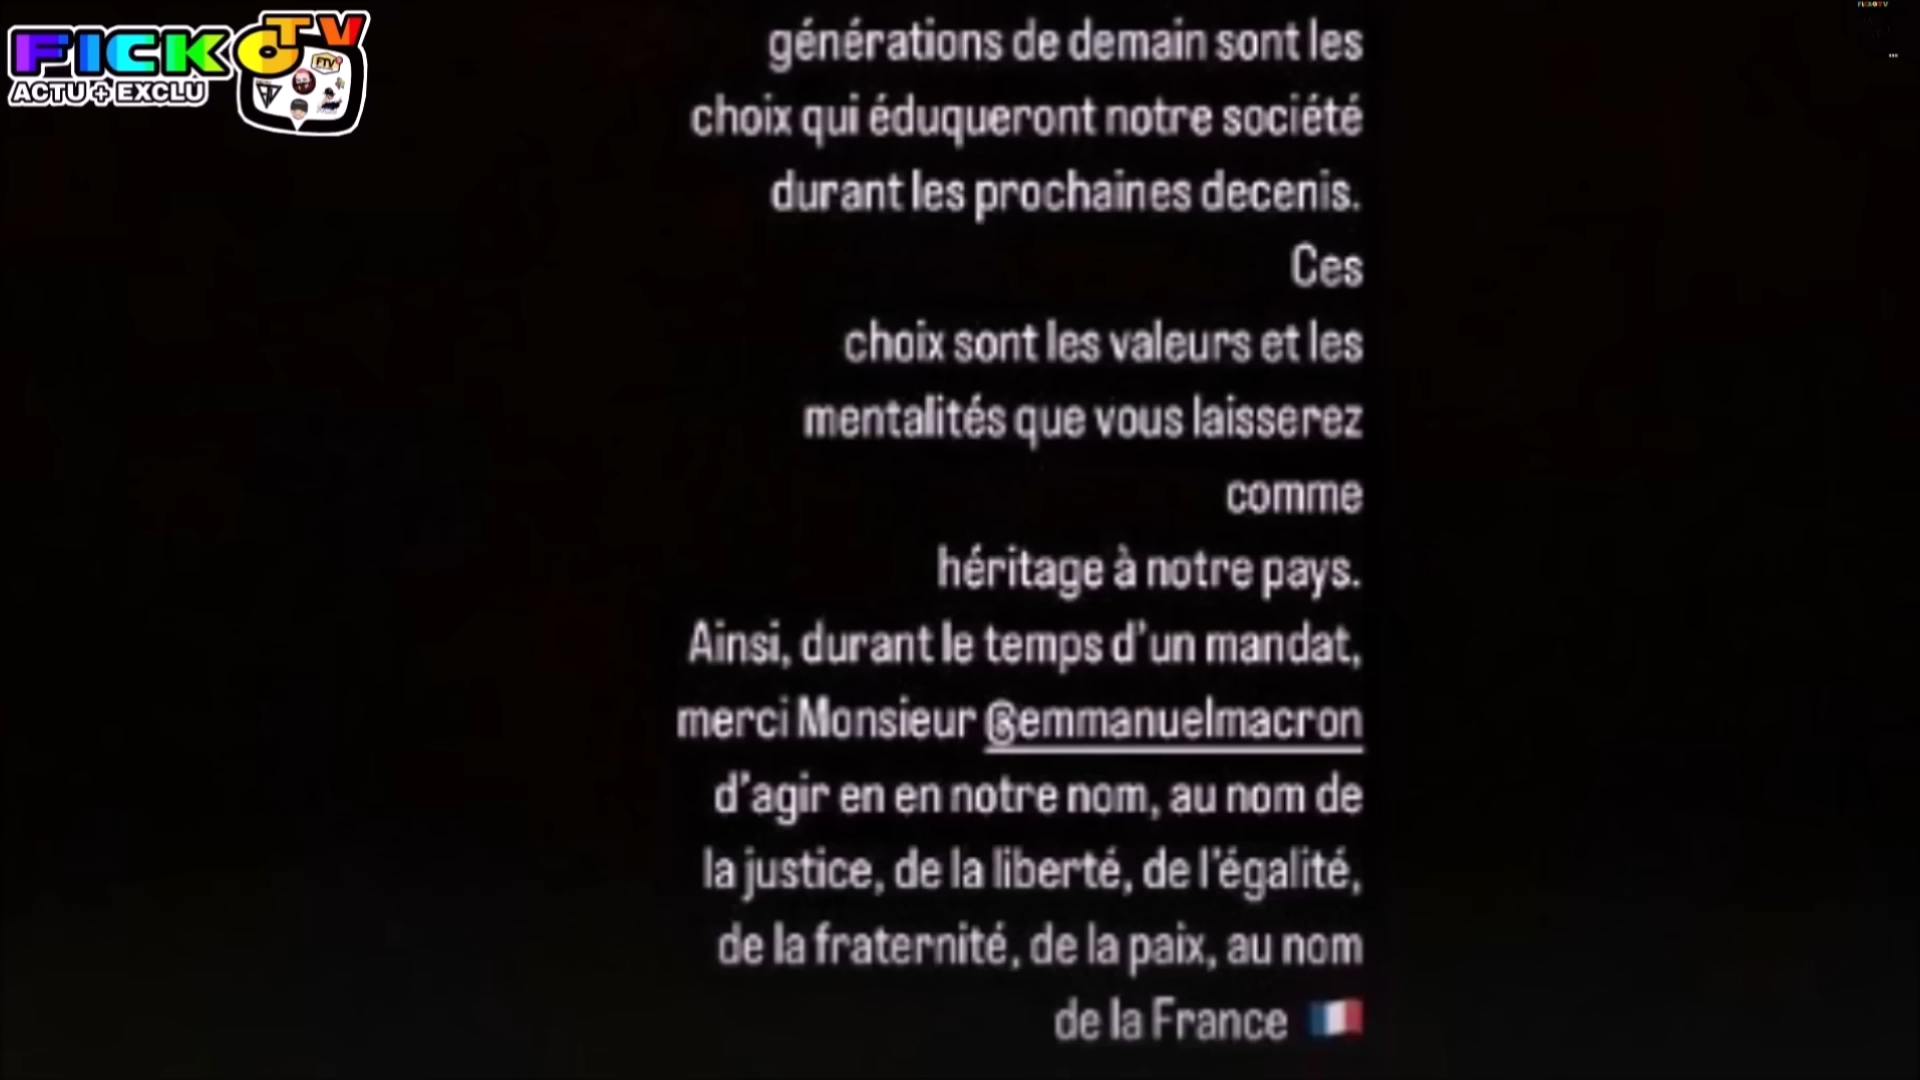 FICKO TV
ACTU + EXCLU
FTV
générations de demain sont les
choix qui éduqueront notre société
durant les prochaines decenis.
Ces
choix sont les valeurs et les
mentalités que vous laisserez
comme
héritage à notre pays.
Ainsi, durant le temps d'un mandat,
merci Monsieur @emmanuelmacron
d'agir en en notre nom, au nom de
la justice, de la liberté, de l'égalité,
de la fraternité, de la paix, au nom
de la France 🇫🇷
FICKOTV
...